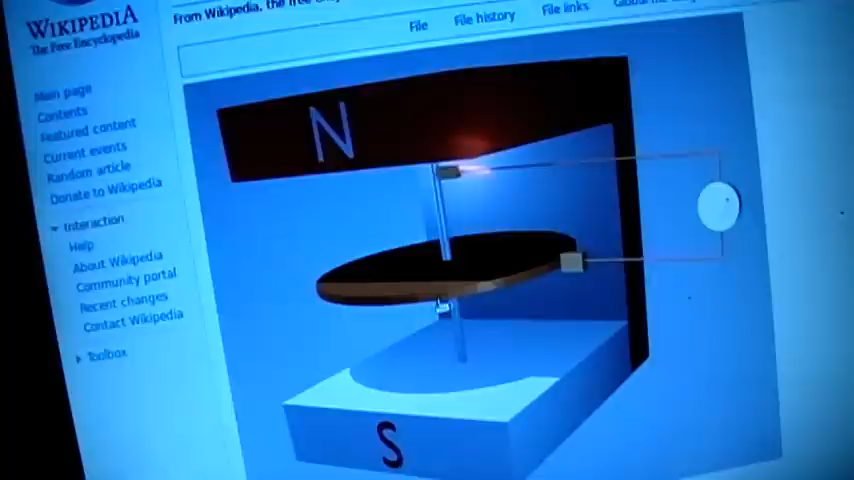 WIKIPEDIA
The Free Encyclopedia
From Wikipedia, the free
File
File history
File links
Main page
Contents
Featured content
Current events
Random article
Donate to Wikipedia
Interaction
Help
About Wikipedia
Community portal
Recent changes
Contact Wikipedia
Toolbox
N
S